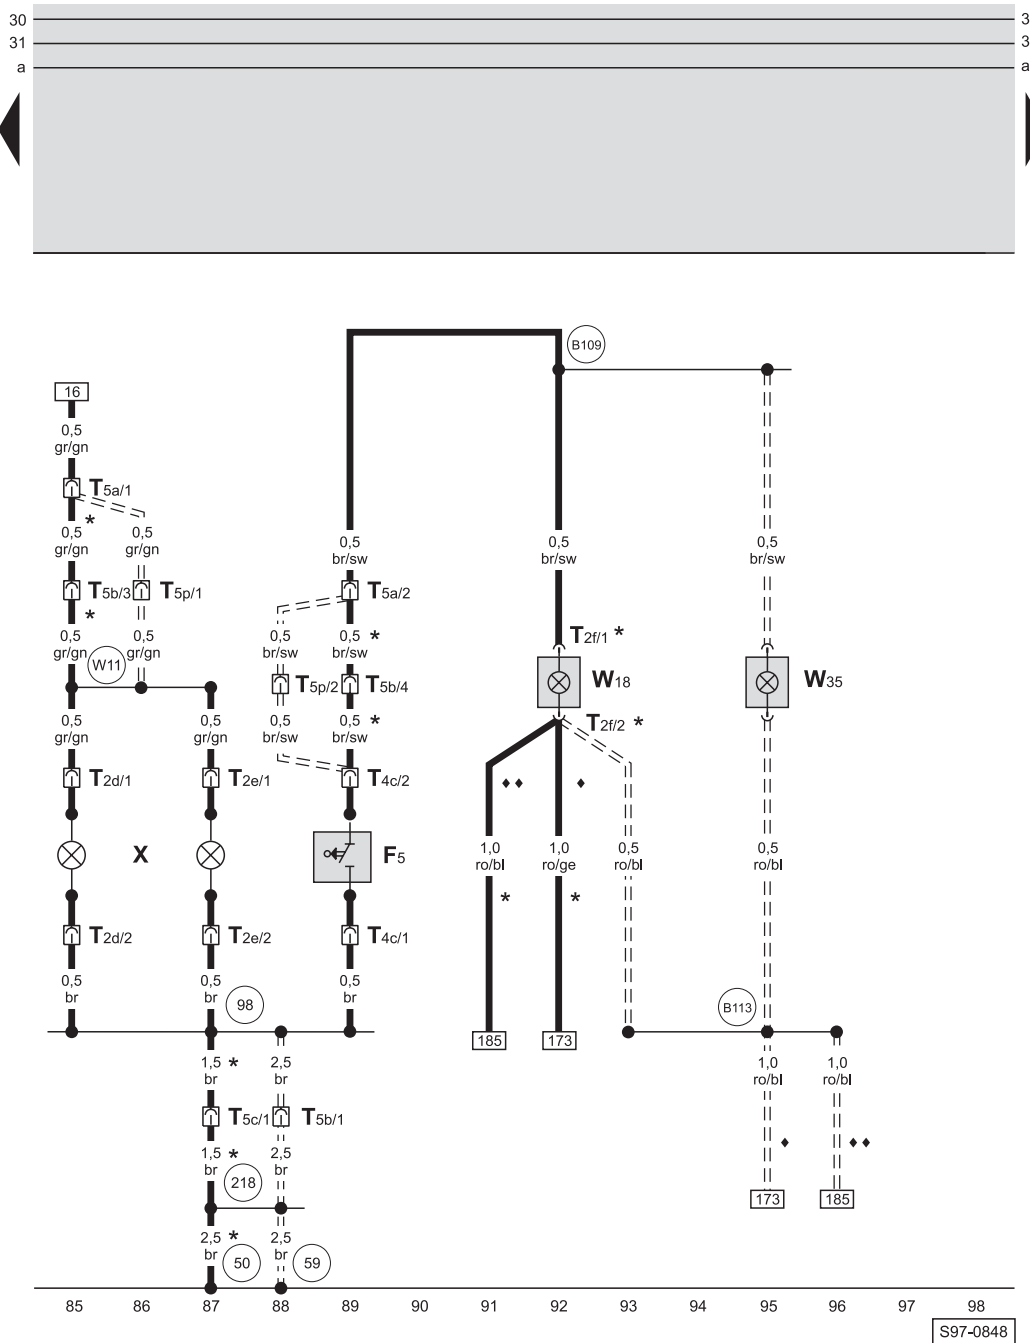 30 3
31 3
a a
B109
16
0,5
gr/gn
T5a/1
*
0,5 0,5 0,5 0,5 0,5
gr/gn gr/gn br/sw br/sw br/sw
T5b/3 T5p/1 T5a/2
*
T2f/1 *
0,5 0,5 0,5 0,5 *
gr/gn gr/gn br/sw br/sw
W11
T5p/2 T5b/4 W18 W35
0,5 0,5 0,5 0,5 *
gr/gn gr/gn br/sw br/sw
T2f/2 *
T2d/1 T2e/1 T4c/2
♦ ♦ ♦
X F5
1,0 1,0 0,5 0,5
ro/bl ro/ge ro/bl ro/bl
* *
T2d/2 T2e/2 T4c/1
0,5 0,5 0,5
br br br
98 B113
185 173
1,5 * 2,5 1,0 1,0
br br ro/bl ro/bl
T5c/1 T5b/1
♦ ♦ ♦
1,5 * 2,5
br br
218
173 185
2,5 * 2,5
br br
50 59
85 86 87 88 89 90 91 92 93 94 95 96 97 98
S97-0848